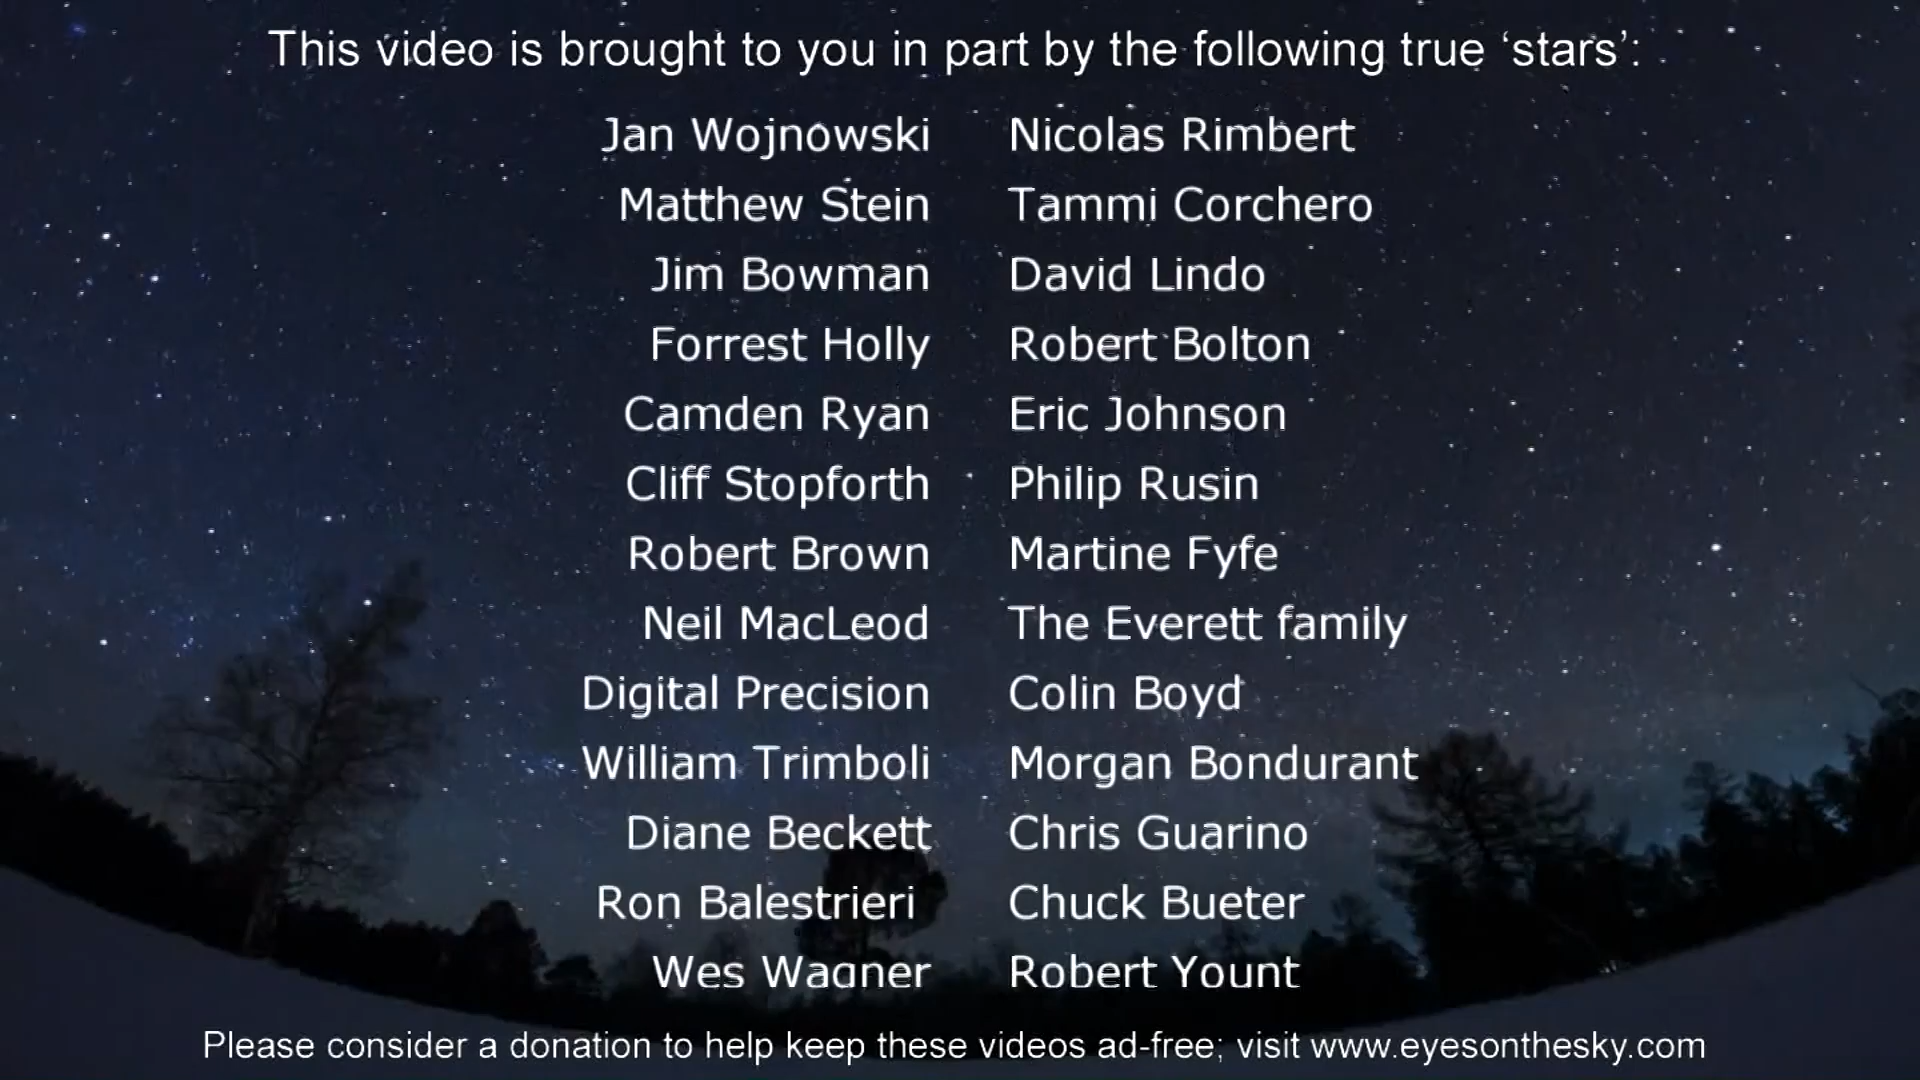 This video is brought to you in part by the following true ‘stars’:
Jan Wojnowski Nicolas Rimbert
Matthew Stein Tammi Corchero
Jim Bowman David Lindo
Forrest Holly Robert Bolton
Camden Ryan Eric Johnson
Cliff Stopforth Philip Rusin
Robert Brown Martine Fyfe
Neil MacLeod The Everett family
Digital Precision Colin Boyd
William Trimboli Morgan Bondurant
Diane Beckett Chris Guarino
Ron Balestrieri Chuck Bueter
Wes Wagner Robert Yount
Please consider a donation to help keep these videos ad-free; visit www.eyesonthesky.com